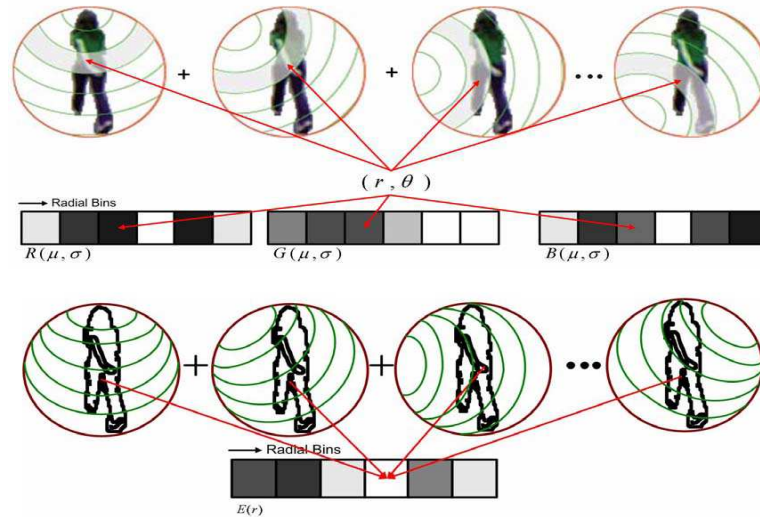 + + •••
( r , θ )
Radial Bins
R(μ, σ) G(μ, σ) B(μ, σ)
+ + •••
Radial Bins
E(r)